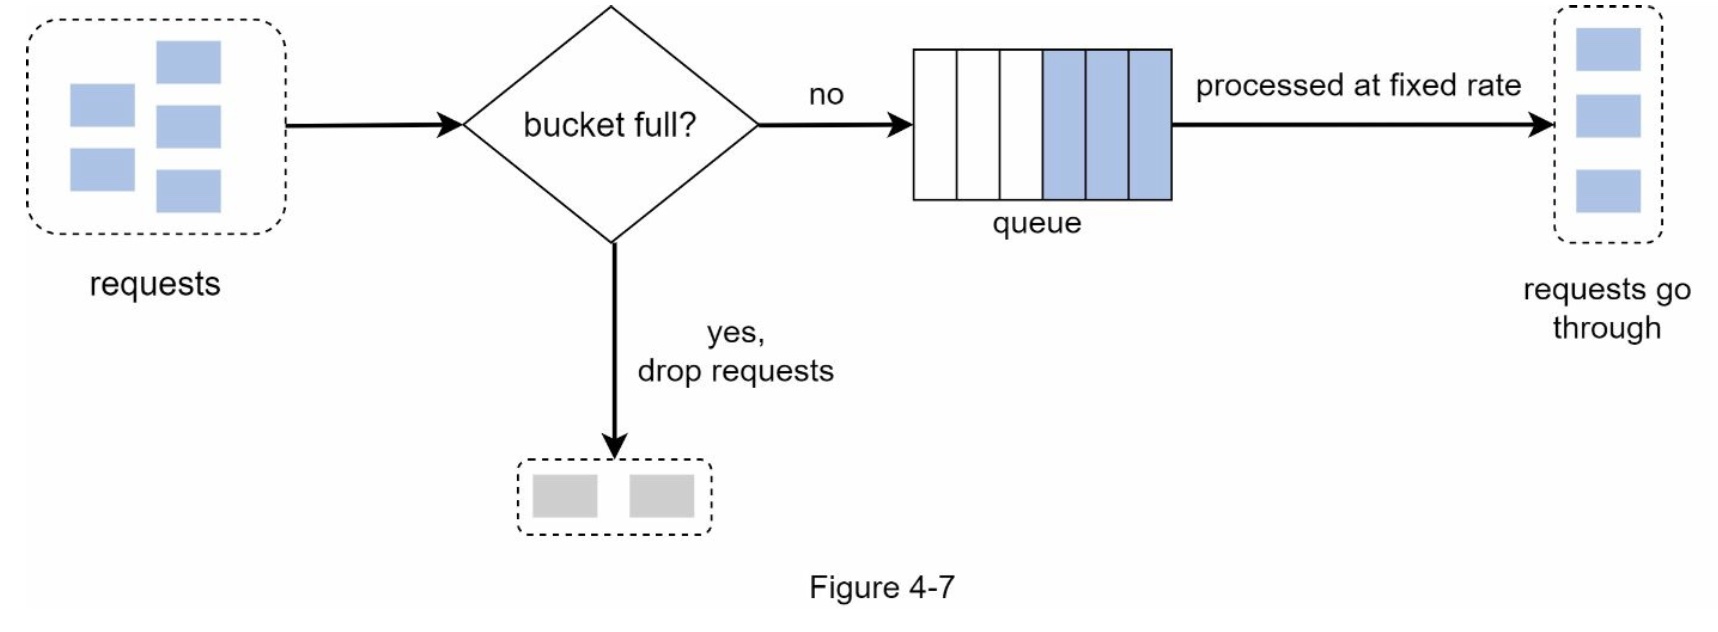 requests
bucket full?
no
queue
processed at fixed rate
requests go
through
yes,
drop requests
Figure 4-7